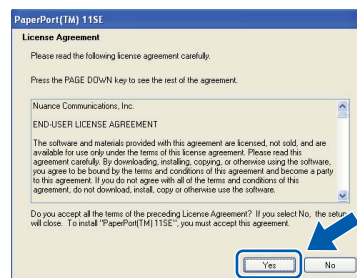 PaperPort(TM) 11SE
License Agreement
Please read the following license agreement carefully.
Press the PAGE DOWN key to see the rest of the agreement.
Nuance Communications, Inc.
END-USER LICENSE AGREEMENT
The software and materials provided with this agreement are licensed, not sold, and are
available for use only under the terms of this license agreement. Please read this
agreement carefully. By downloading, installing, copying, or otherwise using the software,
you agree to be bound by the terms and conditions of this agreement and become a party
to this agreement. If you do not agree with all of the terms and conditions of this
agreement, do not download, install, copy or otherwise use the software.
Do you accept all the terms of the preceding License Agreement? If you select No, the setup
will close. To install "PaperPort(TM) 11SE", you must accept this agreement.
Yes
No